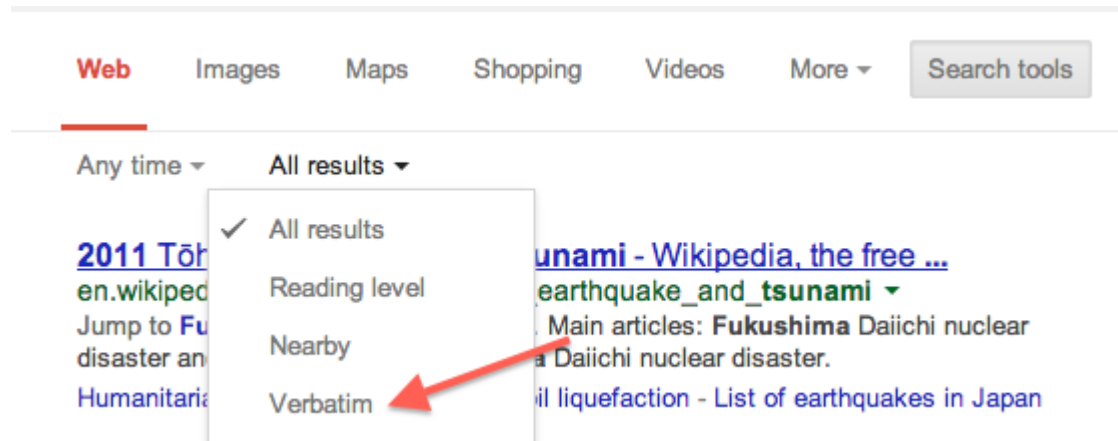 Web Images Maps Shopping Videos More Search tools
Any time All results
All results
2011 Tōh unami - Wikipedia, the free ...
en.wikiped _earthquake_and_tsunami
Reading level
Jump to Fu . Main articles: Fukushima Daiichi nuclear
Nearby
disaster an a Daiichi nuclear disaster.
Humanitaria il liquefaction - List of earthquakes in Japan
Verbatim